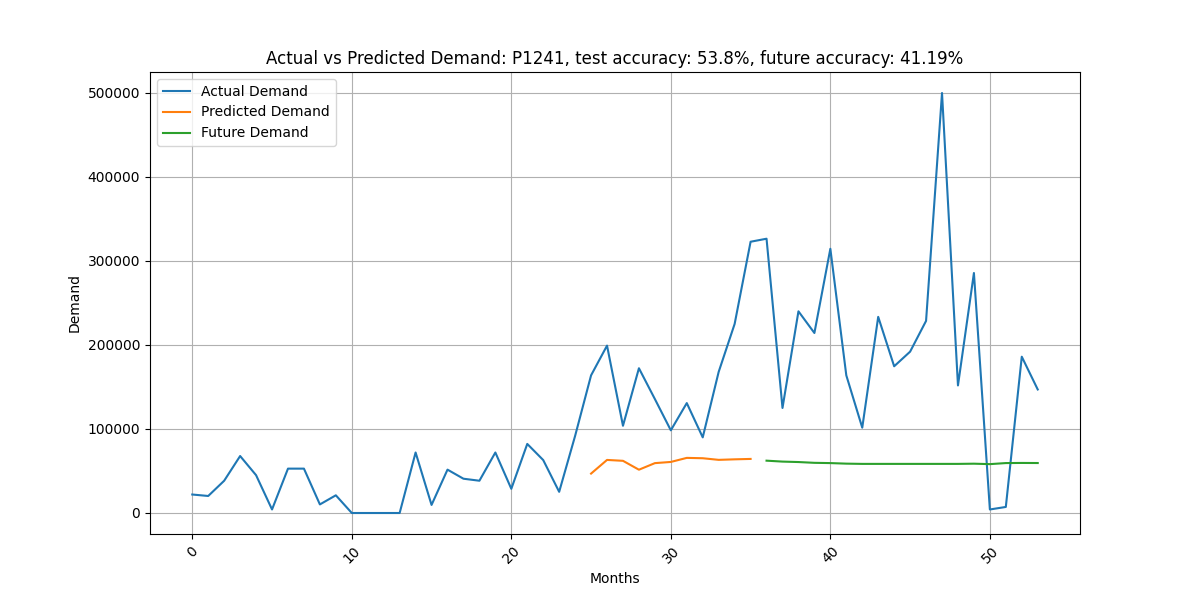 Actual vs Predicted Demand: P1241, test accuracy: 53.8%, future accuracy: 41.19%
Actual Demand
Predicted Demand
Future Demand
500000
400000
300000
200000
100000
0
Demand
0
10
20
30
40
50
Months